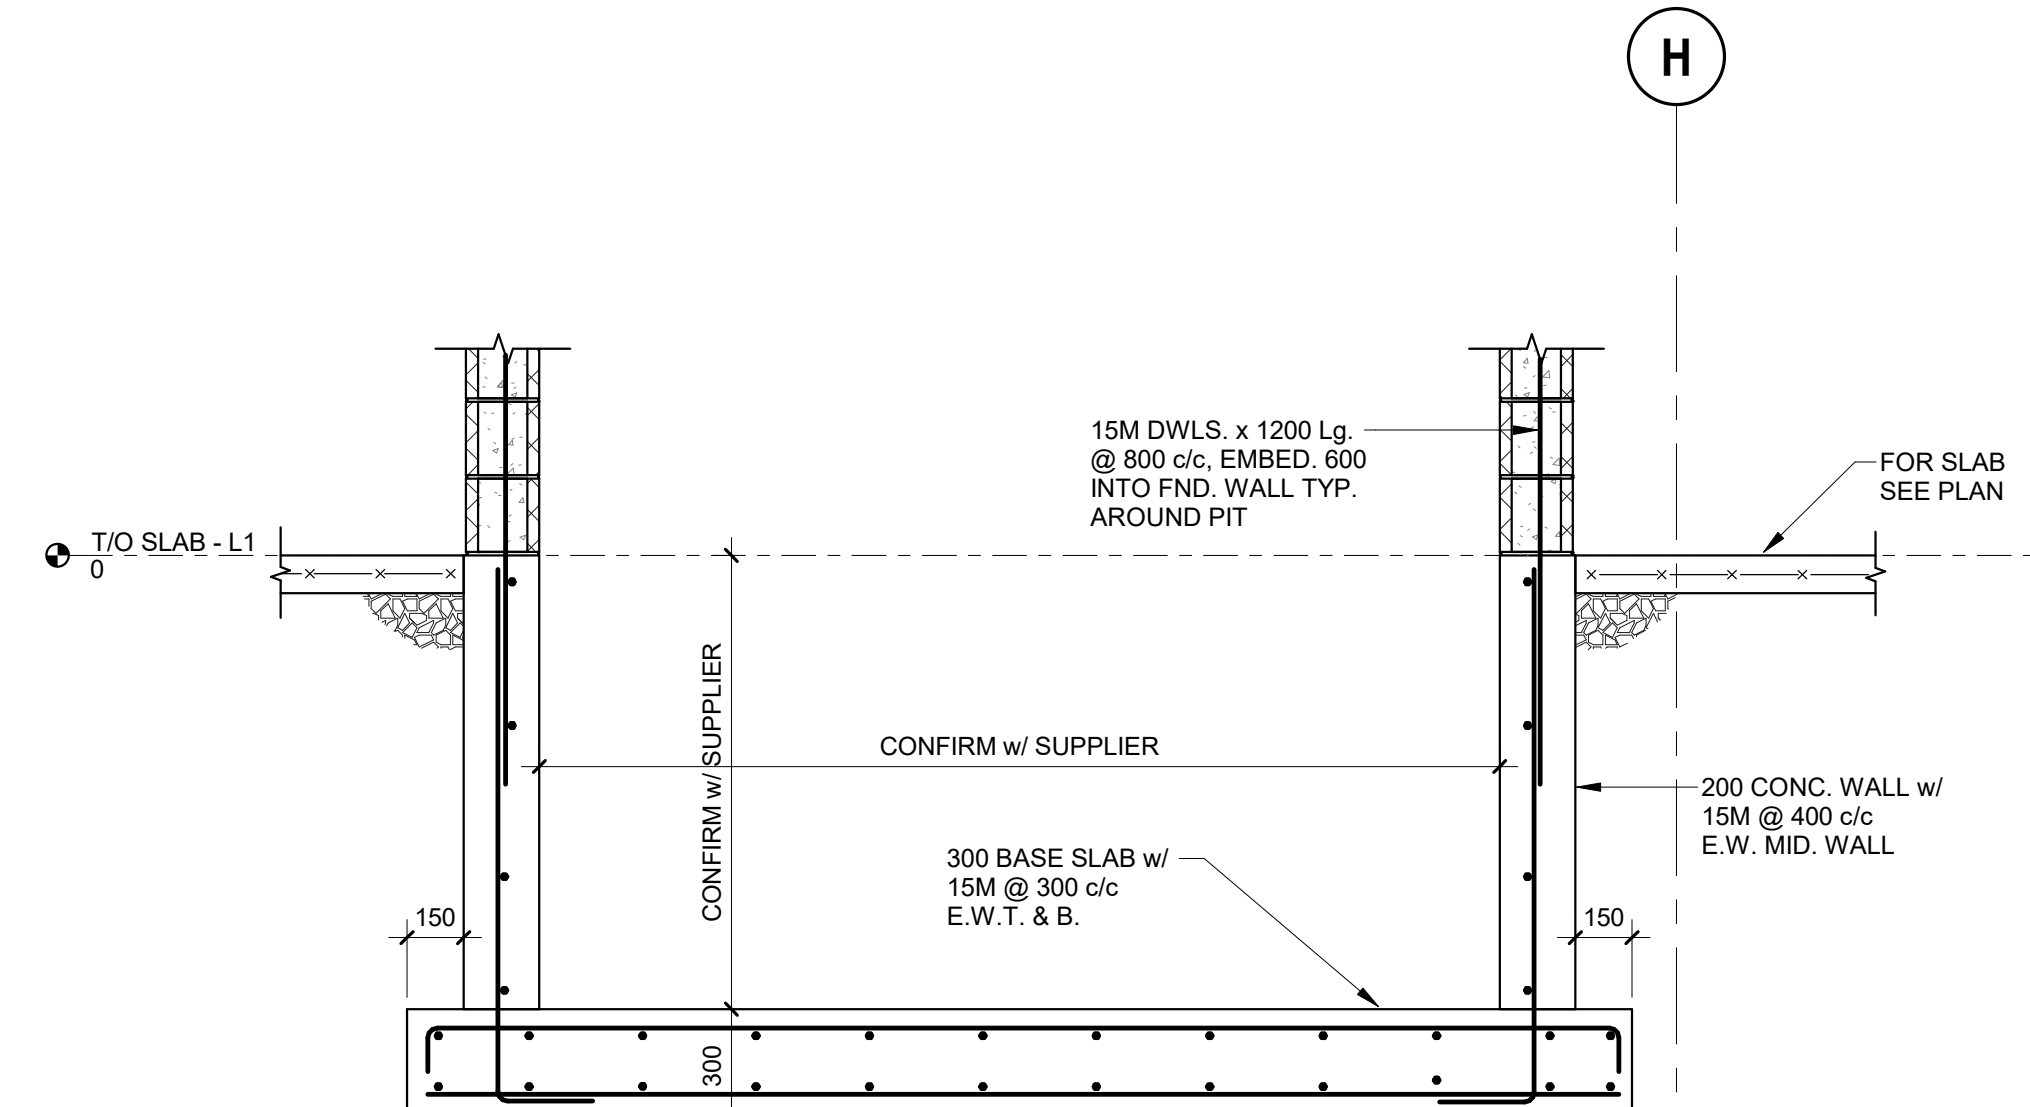 H
15M DWLS. x 1200 Lg.
@ 800 c/c, EMBED. 600
INTO FND. WALL TYP.
AROUND PIT
FOR SLAB
SEE PLAN
T/O SLAB - L1
0
CONFIRM w/ SUPPLIER
CONFIRM w/ SUPPLIER
200 CONC. WALL w/
15M @ 400 c/c
E.W. MID. WALL
300 BASE SLAB w/
15M @ 300 c/c
E.W.T. & B.
150
150
300